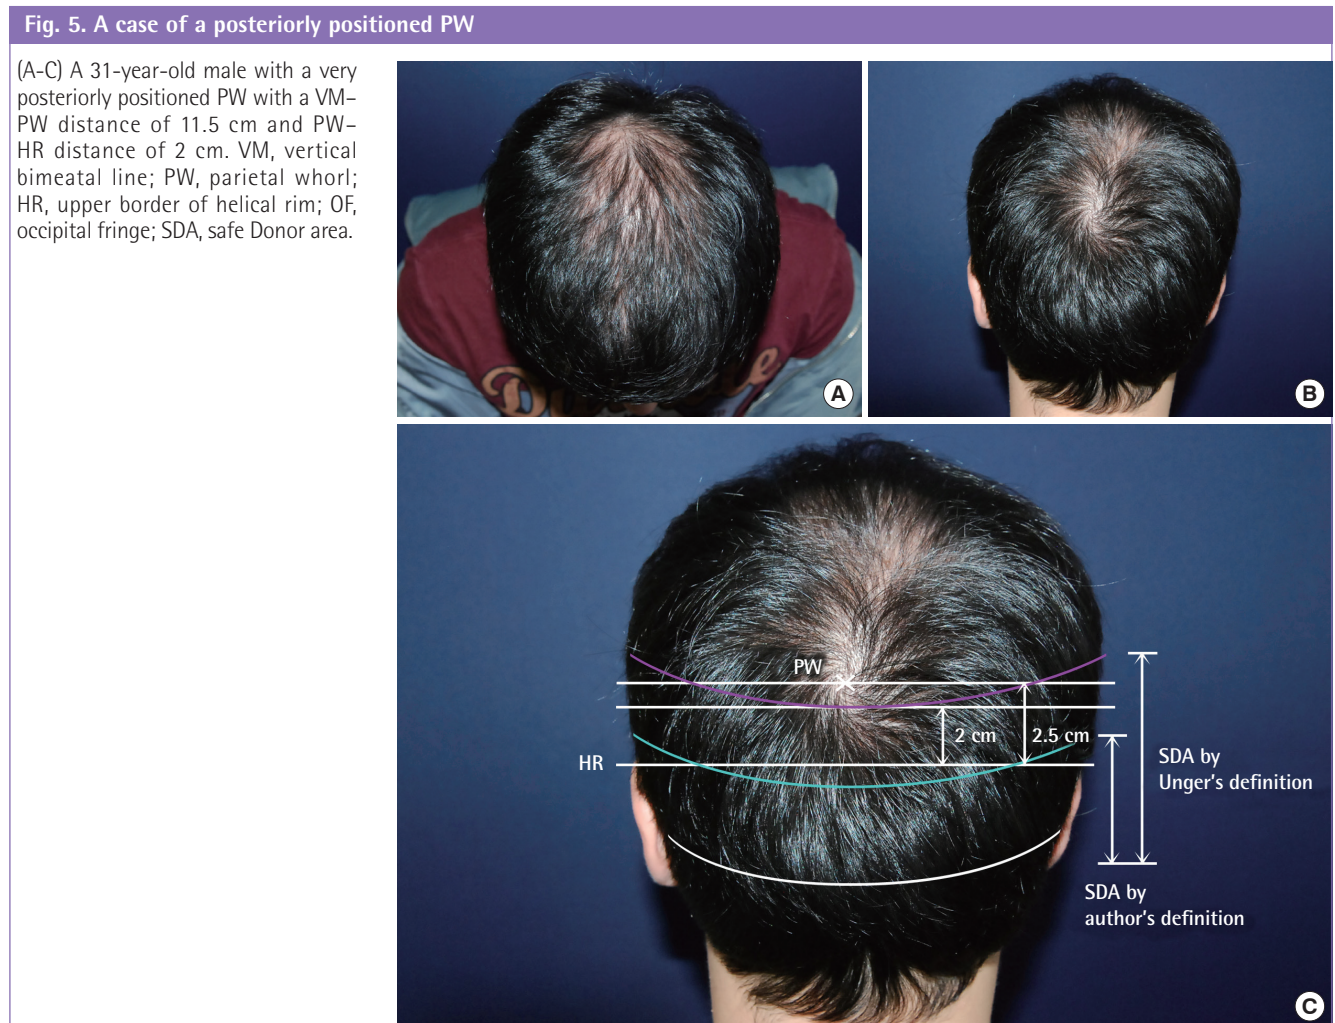 Fig. 5. A case of a posteriorly positioned PW
(A-C) A 31-year-old male with a very
posteriorly positioned PW with a VM–
PW distance of 11.5 cm and PW–
HR distance of 2 cm. VM, vertical
bimeatal line; PW, parietal whorl;
HR, upper border of helical rim; OF,
occipital fringe; SDA, safe Donor area.
A
B
PW
2 cm
2.5 cm
HR
SDA by
Unger's definition
SDA by
author's definition
C